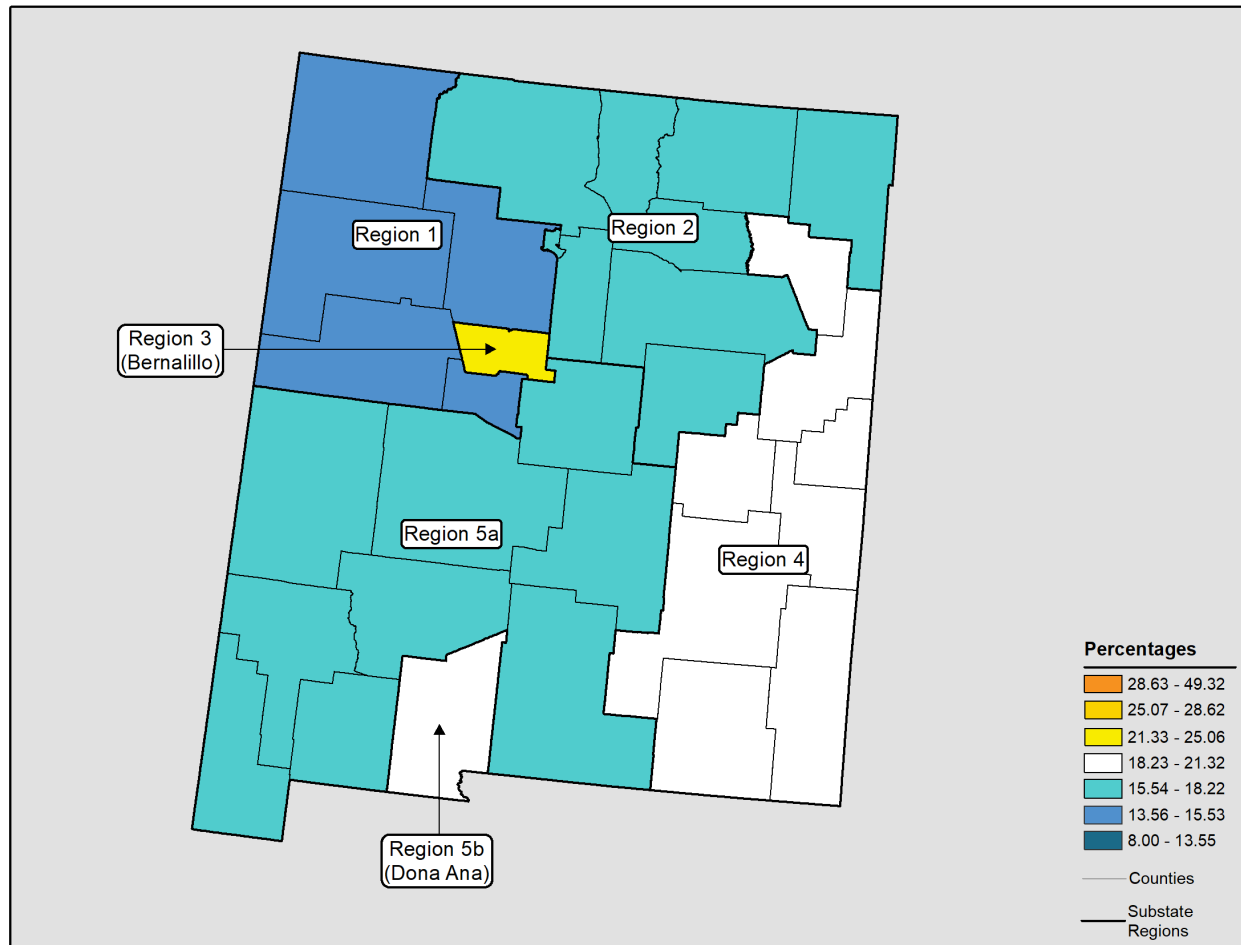 Region 1
Region 2
Region 3
(Bernalillo)
Region 5a
Region 4
Region 5b
(Dona Ana)
Percentages
28.63 - 49.32
25.07 - 28.62
21.33 - 25.06
18.23 - 21.32
15.54 - 18.22
13.56 - 15.53
8.00 - 13.55
Counties
Substate
Regions